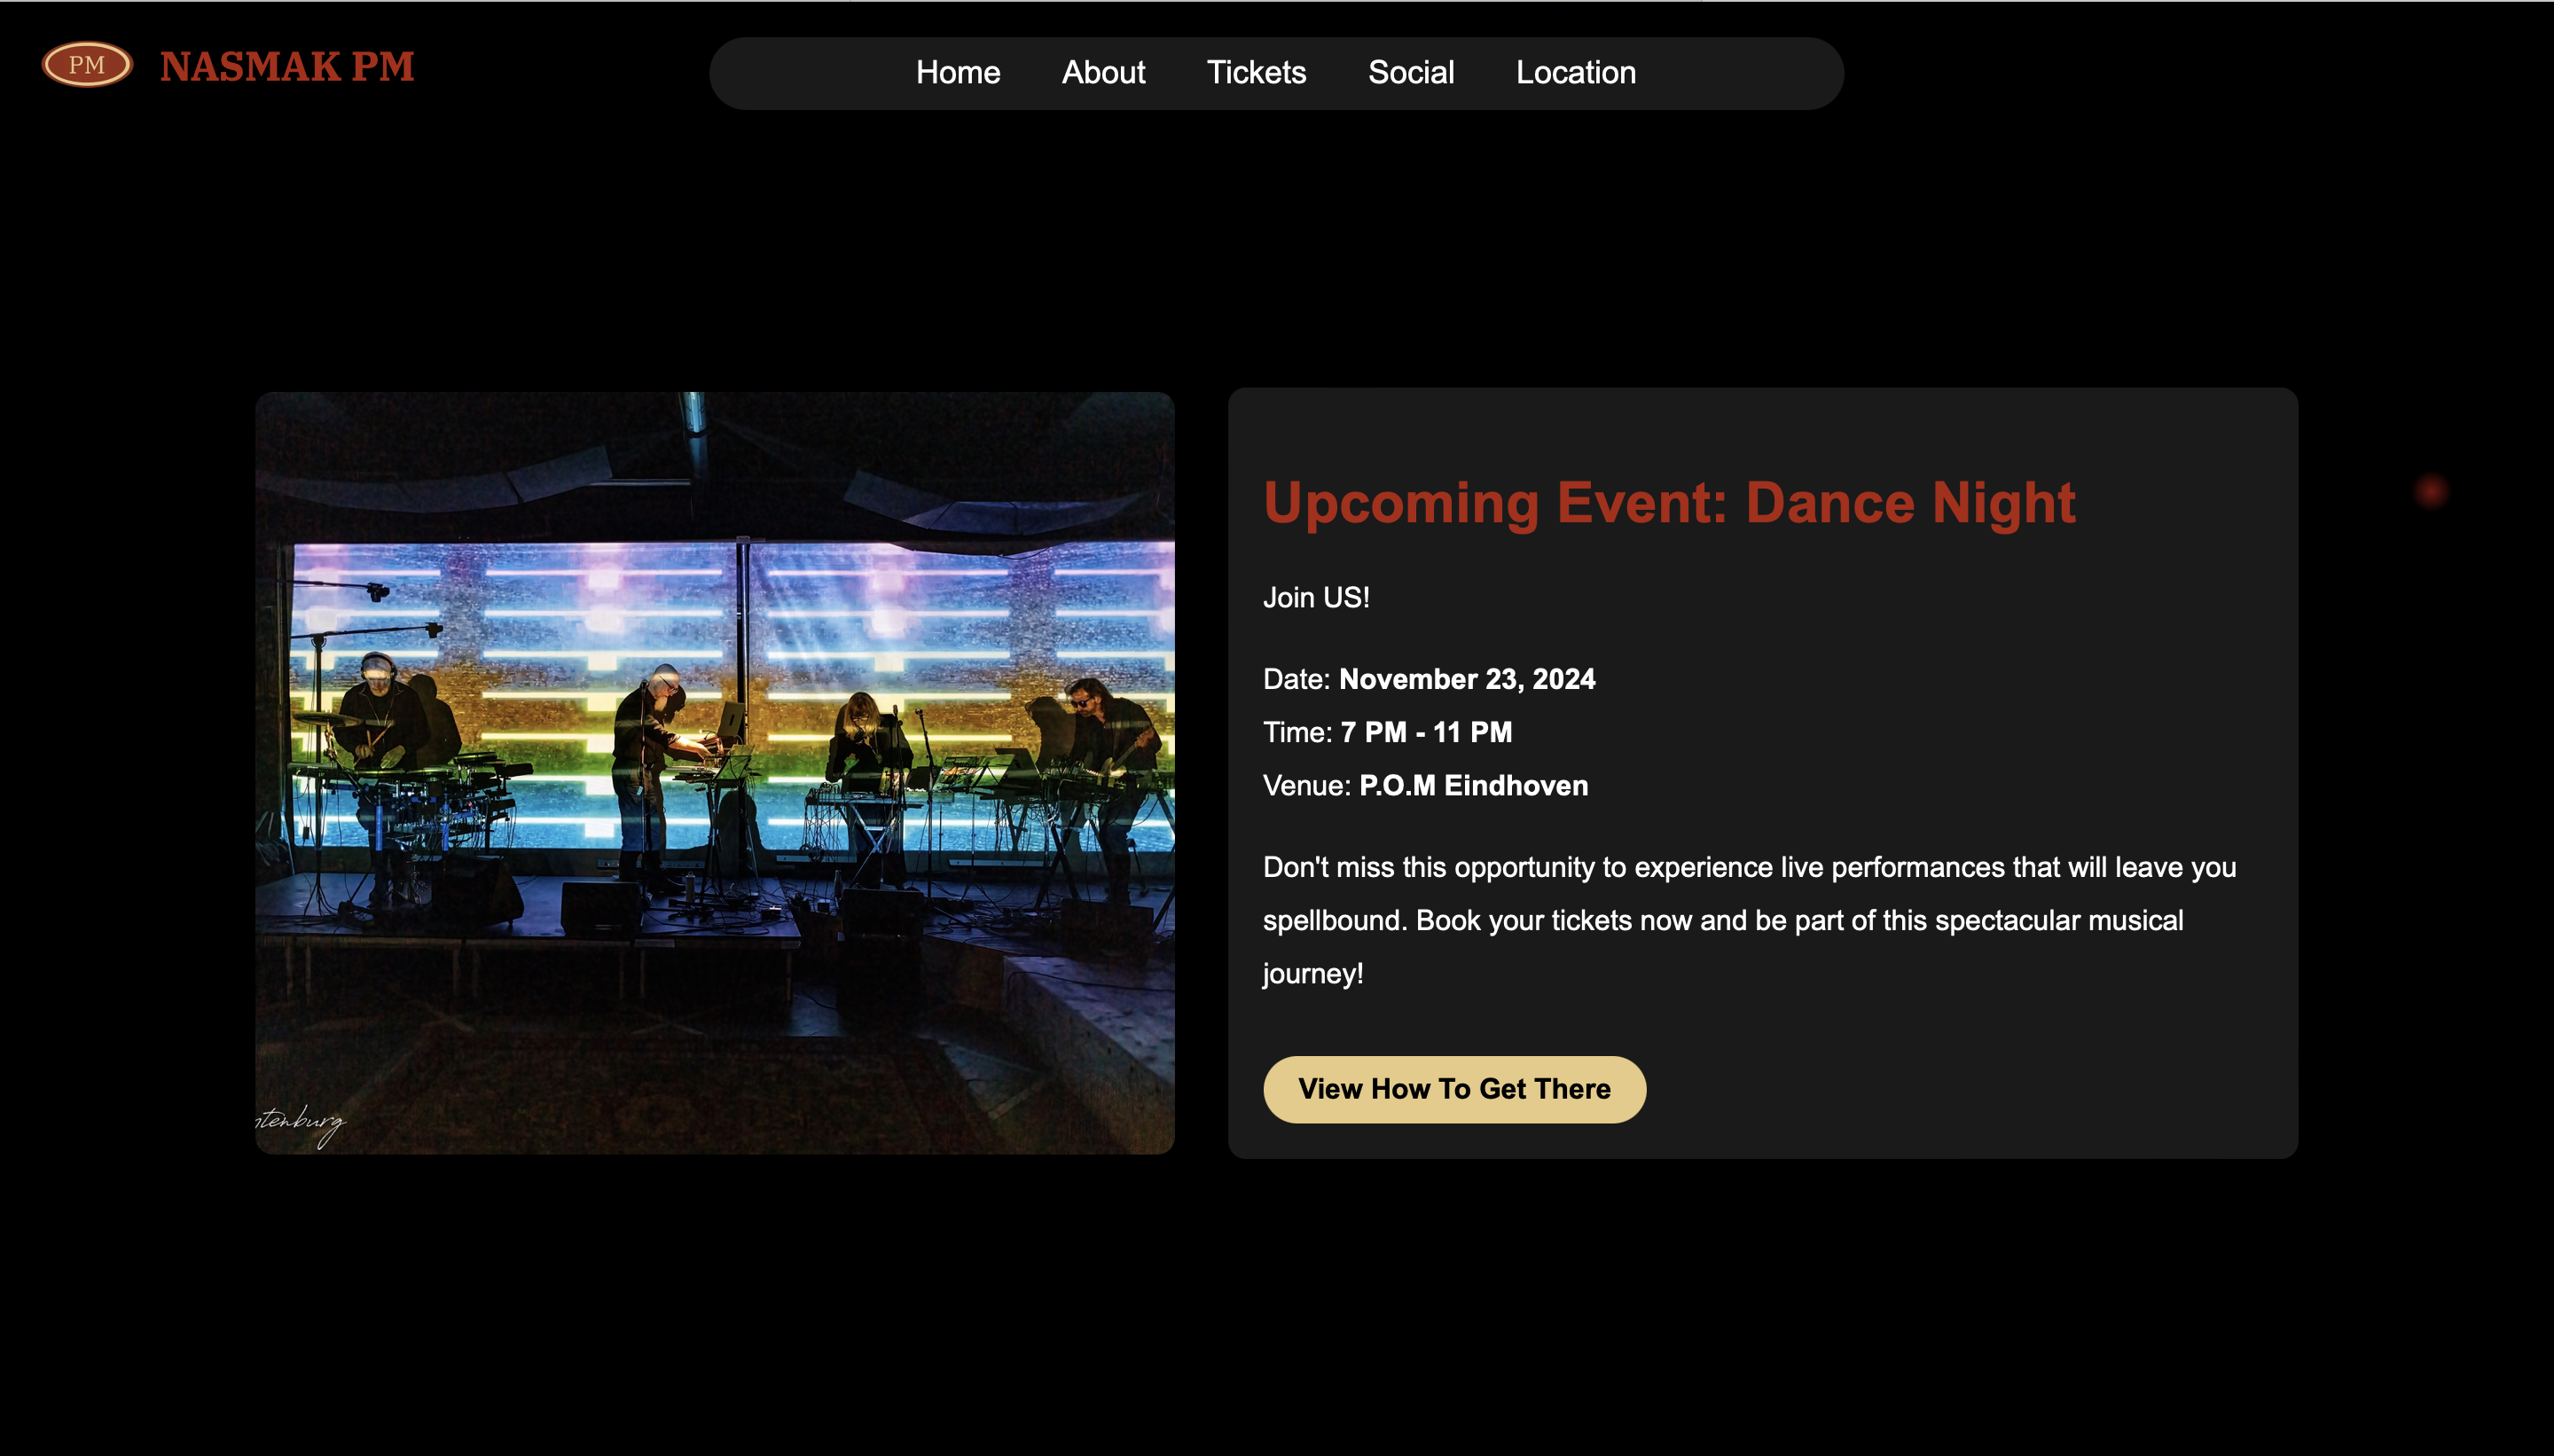 PM
NASMAK PM
Home About Tickets Social Location
Upcoming Event: Dance Night
Join US!
Date: November 23, 2024
Time: 7 PM - 11 PM
Venue: P.O.M Eindhoven
Don't miss this opportunity to experience live performances that will leave you
spellbound. Book your tickets now and be part of this spectacular musical
journey!
View How To Get There